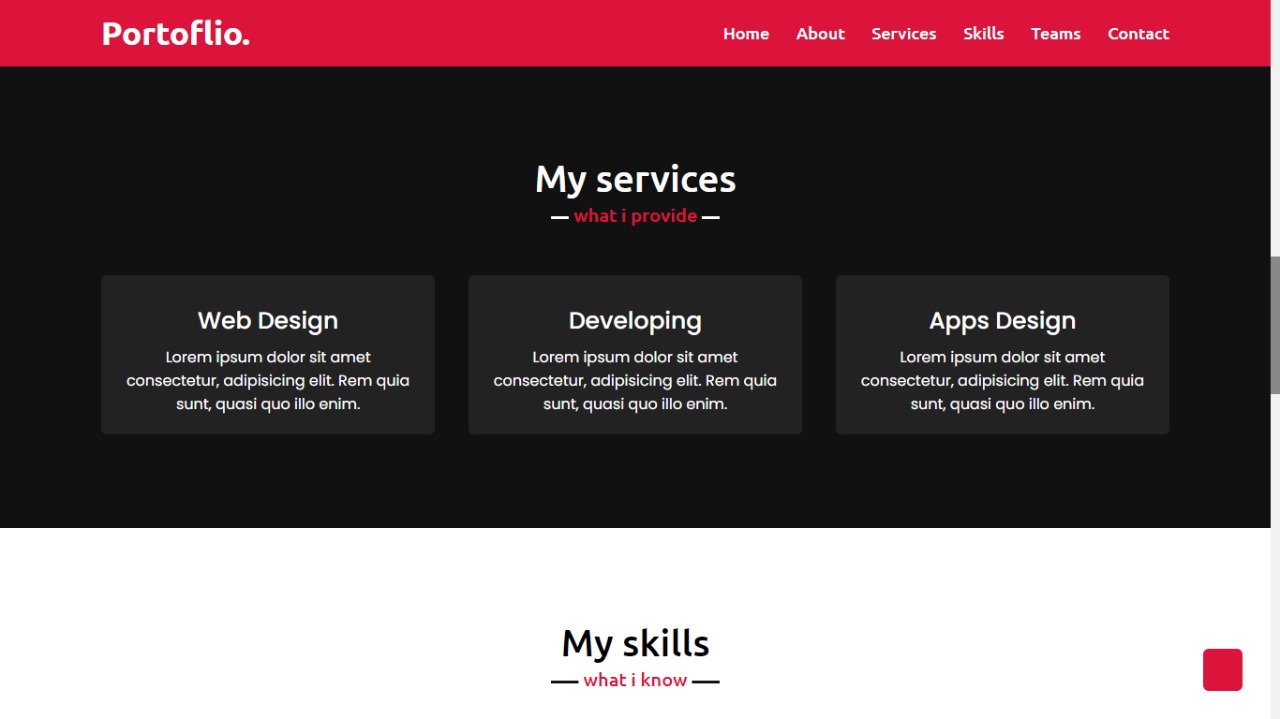 Portoflio.
Home About Services Skills Teams Contact
My services
what i provide
Web Design
Lorem ipsum dolor sit amet
consectetur, adipisicing elit. Rem quia
sunt, quasi quo illo enim.
Developing
Lorem ipsum dolor sit amet
consectetur, adipisicing elit. Rem quia
sunt, quasi quo illo enim.
Apps Design
Lorem ipsum dolor sit amet
consectetur, adipisicing elit. Rem quia
sunt, quasi quo illo enim.
My skills
what i know